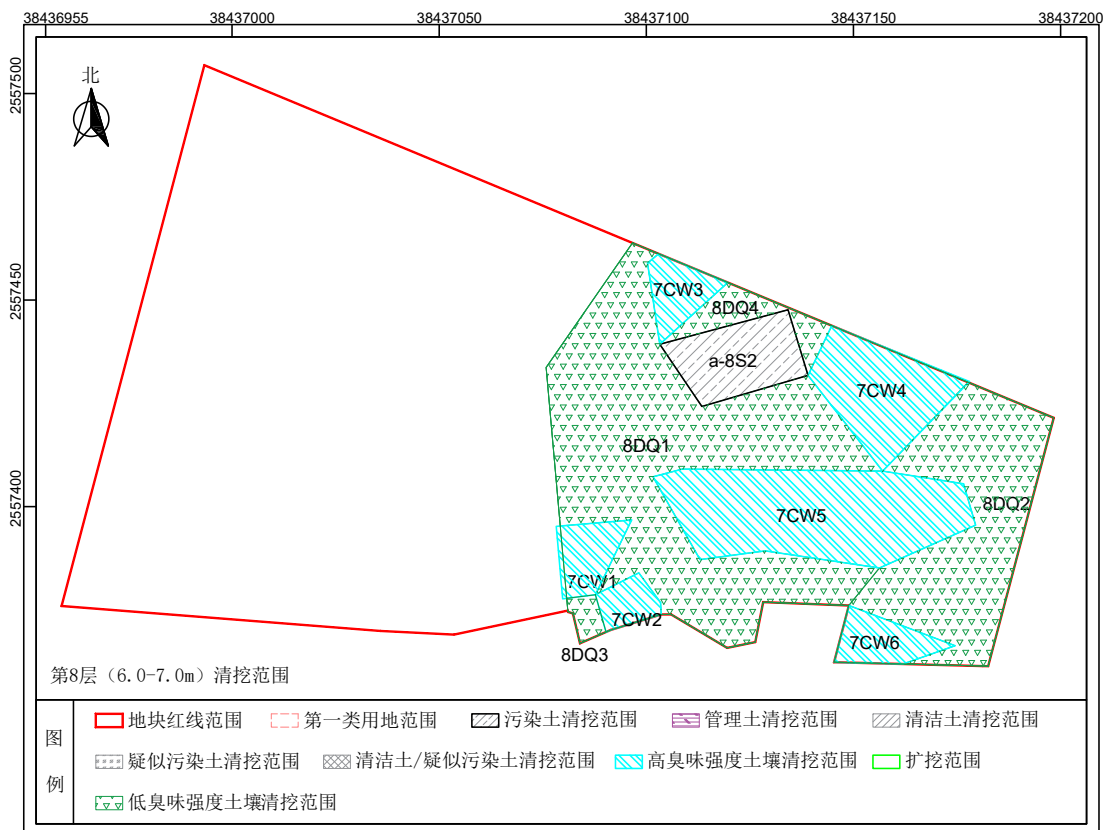 38436955 38437000 38437050 38437100 38437150 38437200
2557500
北
2557450
7CW3
8DQ4
a-8S2
7CW4
8DQ1
2557400
8DQ2
7CW5
7CW1
7CW2
7CW6
8DQ3
第8层（6.0-7.0m）清挖范围
图例
地块红线范围 第一类用地范围 污染土清挖范围 管理土清挖范围 清洁土清挖范围
疑似污染土清挖范围 清洁土/疑似污染土清挖范围 高臭味强度土壤清挖范围 扩挖范围
低臭味强度土壤清挖范围